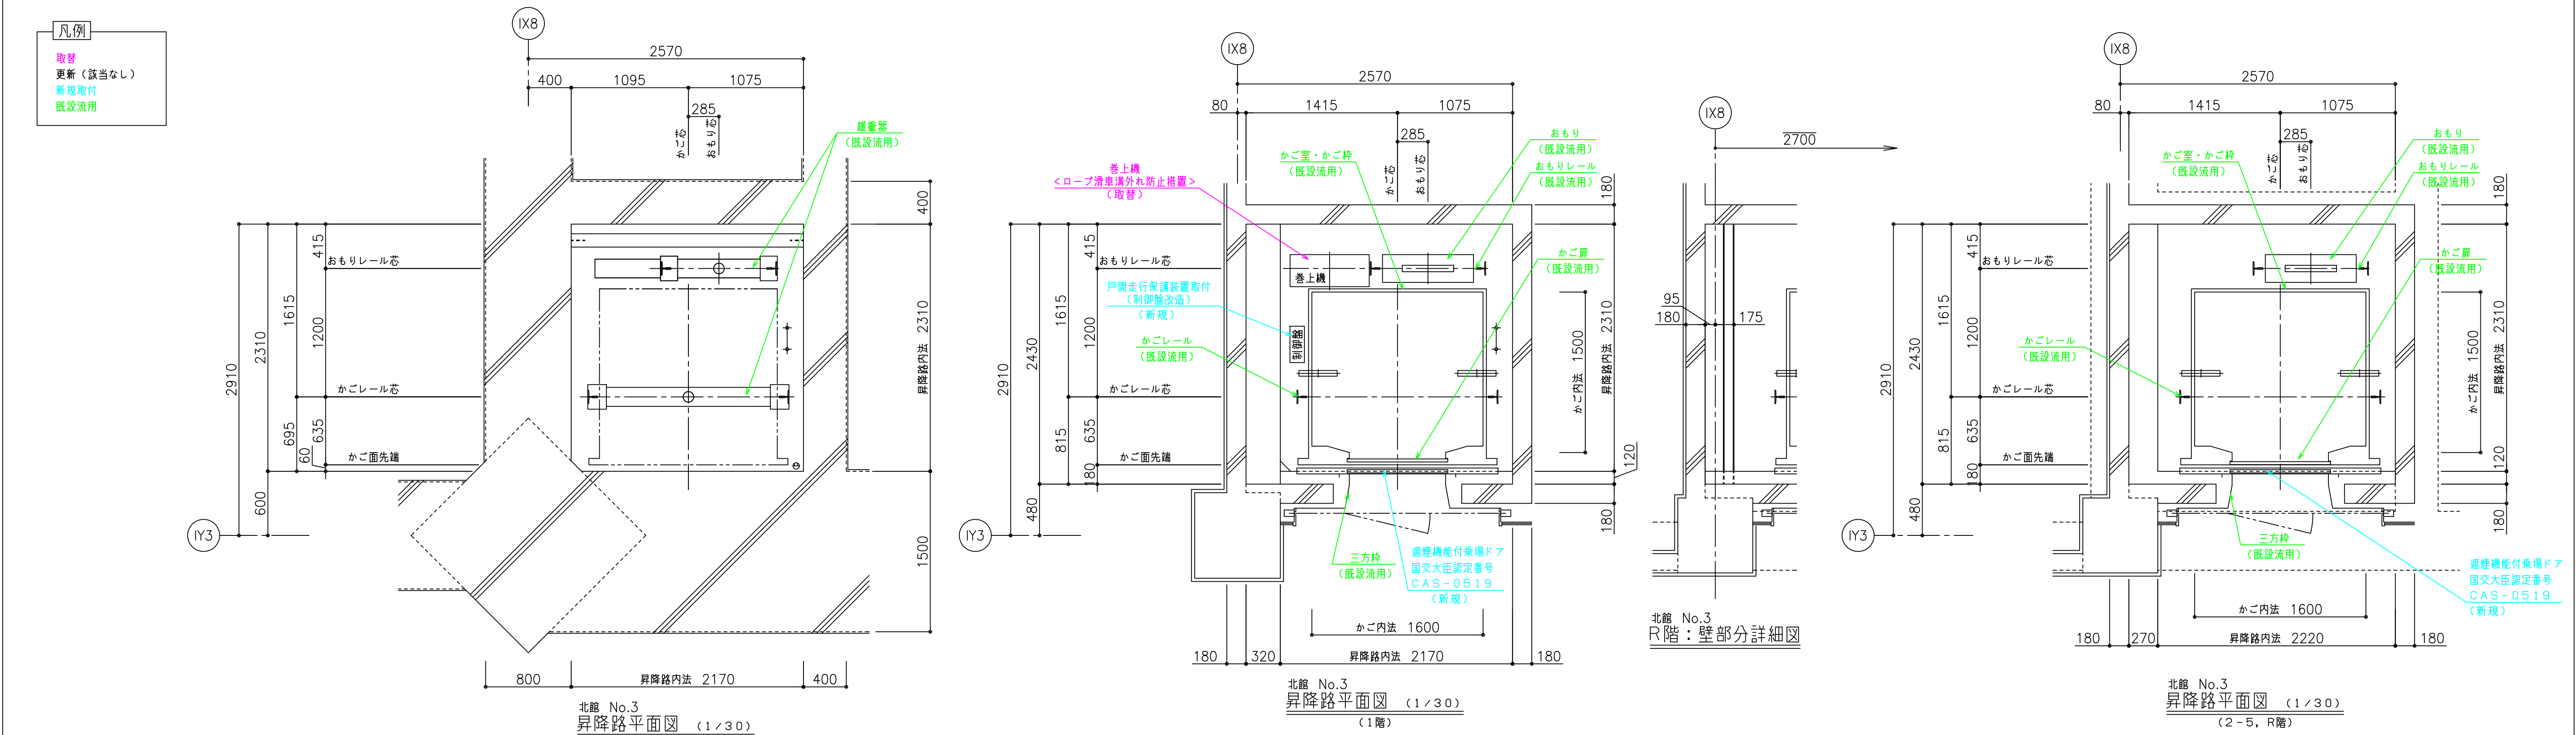 凡例
取替
更新（該当なし）
新規取付
既設流用
IX8
2570
400
1095
1075
285
かご芯
おもり芯
緩衝器
（既設流用）
400
415
おもりレール芯
1615
1200
2310
2910
かごレール芯
695
635
60
かご面先端
600
IY3
昇降路内法 2310
1500
800
昇降路内法 2170
400
北館 No.3
昇降路平面図 （1/30）
IX8
2570
80
1415
1075
285
かご芯
おもり芯
巻上機
＜ロープ滑車溝外れ防止措置＞
（取替）
かご室・かご枠
（既設流用）
おもり
（既設流用）
おもりレール
（既設流用）
180
415
おもりレール芯
巻上機
かご扉
（既設流用）
戸開走行保護装置取付
（制御盤改造）
（新規）
制御盤
1615
1200
2430
2910
かごレール
（既設流用）
かごレール芯
かご内法 1500
昇降路内法 2310
815
635
かご面先端
180
120
480
180
IY3
三方枠
（既設流用）
遮煙機能付乗場ドア
国交大臣認定番号
CAS-0519
（新規）
かご内法 1600
180
320
昇降路内法 2170
180
北館 No.3
昇降路平面図 （1/30）
（1階）
IX8
2700
95
180
175
北館 No.3
R階：壁部分詳細図
IX8
2570
80
1415
1075
285
かご芯
おもり芯
かご室・かご枠
（既設流用）
おもり
（既設流用）
おもりレール
（既設流用）
180
415
おもりレール芯
かご扉
（既設流用）
1615
1200
2430
2910
かごレール
（既設流用）
かごレール芯
かご内法 1500
昇降路内法 2310
815
635
かご面先端
180
120
480
180
IY3
三方枠
（既設流用）
遮煙機能付乗場ドア
国交大臣認定番号
CAS-0519
（新規）
かご内法 1600
180
270
昇降路内法 2220
180
北館 No.3
昇降路平面図 （1/30）
（2-5, R階）